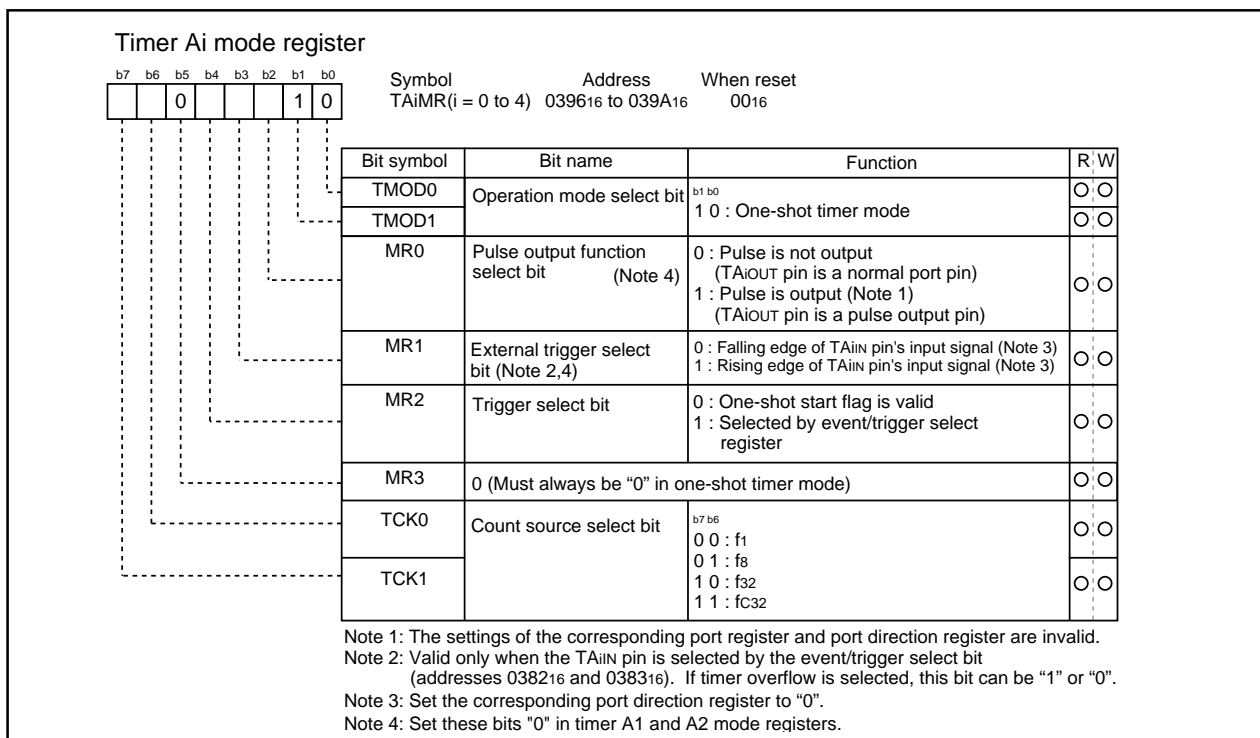 Timer Ai mode register
b7 b6 b5 b4 b3 b2 b1 b0
0 1 0
Symbol Address When reset
TAiMR(i = 0 to 4) 039616 to 039A16 0016
Bit symbol Bit name Function R W
TMOD0 Operation mode select bit b1 b0
1 0 : One-shot timer mode
TMOD1
MR0 Pulse output function 0 : Pulse is not output
select bit (Note 4) (TAiOUT pin is a normal port pin)
1 : Pulse is output (Note 1)
(TAiOUT pin is a pulse output pin)
MR1 External trigger select 0 : Falling edge of TAiIN pin's input signal (Note 3)
bit (Note 2,4) 1 : Rising edge of TAiIN pin's input signal (Note 3)
MR2 Trigger select bit 0 : One-shot start flag is valid
1 : Selected by event/trigger select
register
MR3 0 (Must always be “0” in one-shot timer mode)
TCK0 Count source select bit b7 b6
0 0 : f1
0 1 : f8
TCK1 1 0 : f32
1 1 : fC32
Note 1: The settings of the corresponding port register and port direction register are invalid.
Note 2: Valid only when the TAiIN pin is selected by the event/trigger select bit
(addresses 038216 and 038316). If timer overflow is selected, this bit can be “1” or “0”.
Note 3: Set the corresponding port direction register to “0”.
Note 4: Set these bits "0" in timer A1 and A2 mode registers.